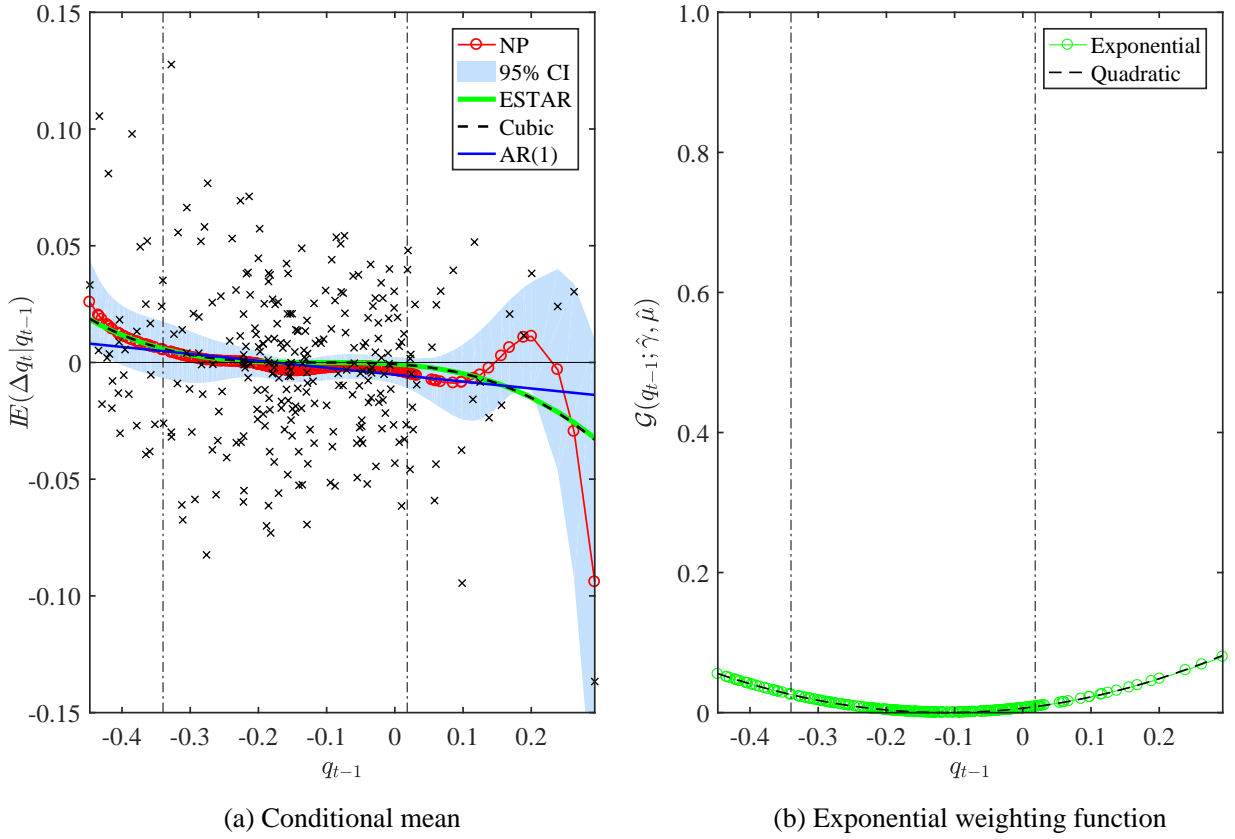 0.15
0.10
0.05
0
-0.05
-0.10
-0.15
-0.4
-0.3
-0.2
-0.1
0
0.1
0.2
q_{t−1}
IE(Δq_t|q_{t−1})
NP
95% CI
ESTAR
Cubic
AR(1)
(a) Conditional mean
1.0
0.8
0.6
0.4
0.2
0
-0.4
-0.3
-0.2
-0.1
0
0.1
0.2
q_{t−1}
G(q_{t−1}; γ̂, μ̂)
Exponential
Quadratic
(b) Exponential weighting function